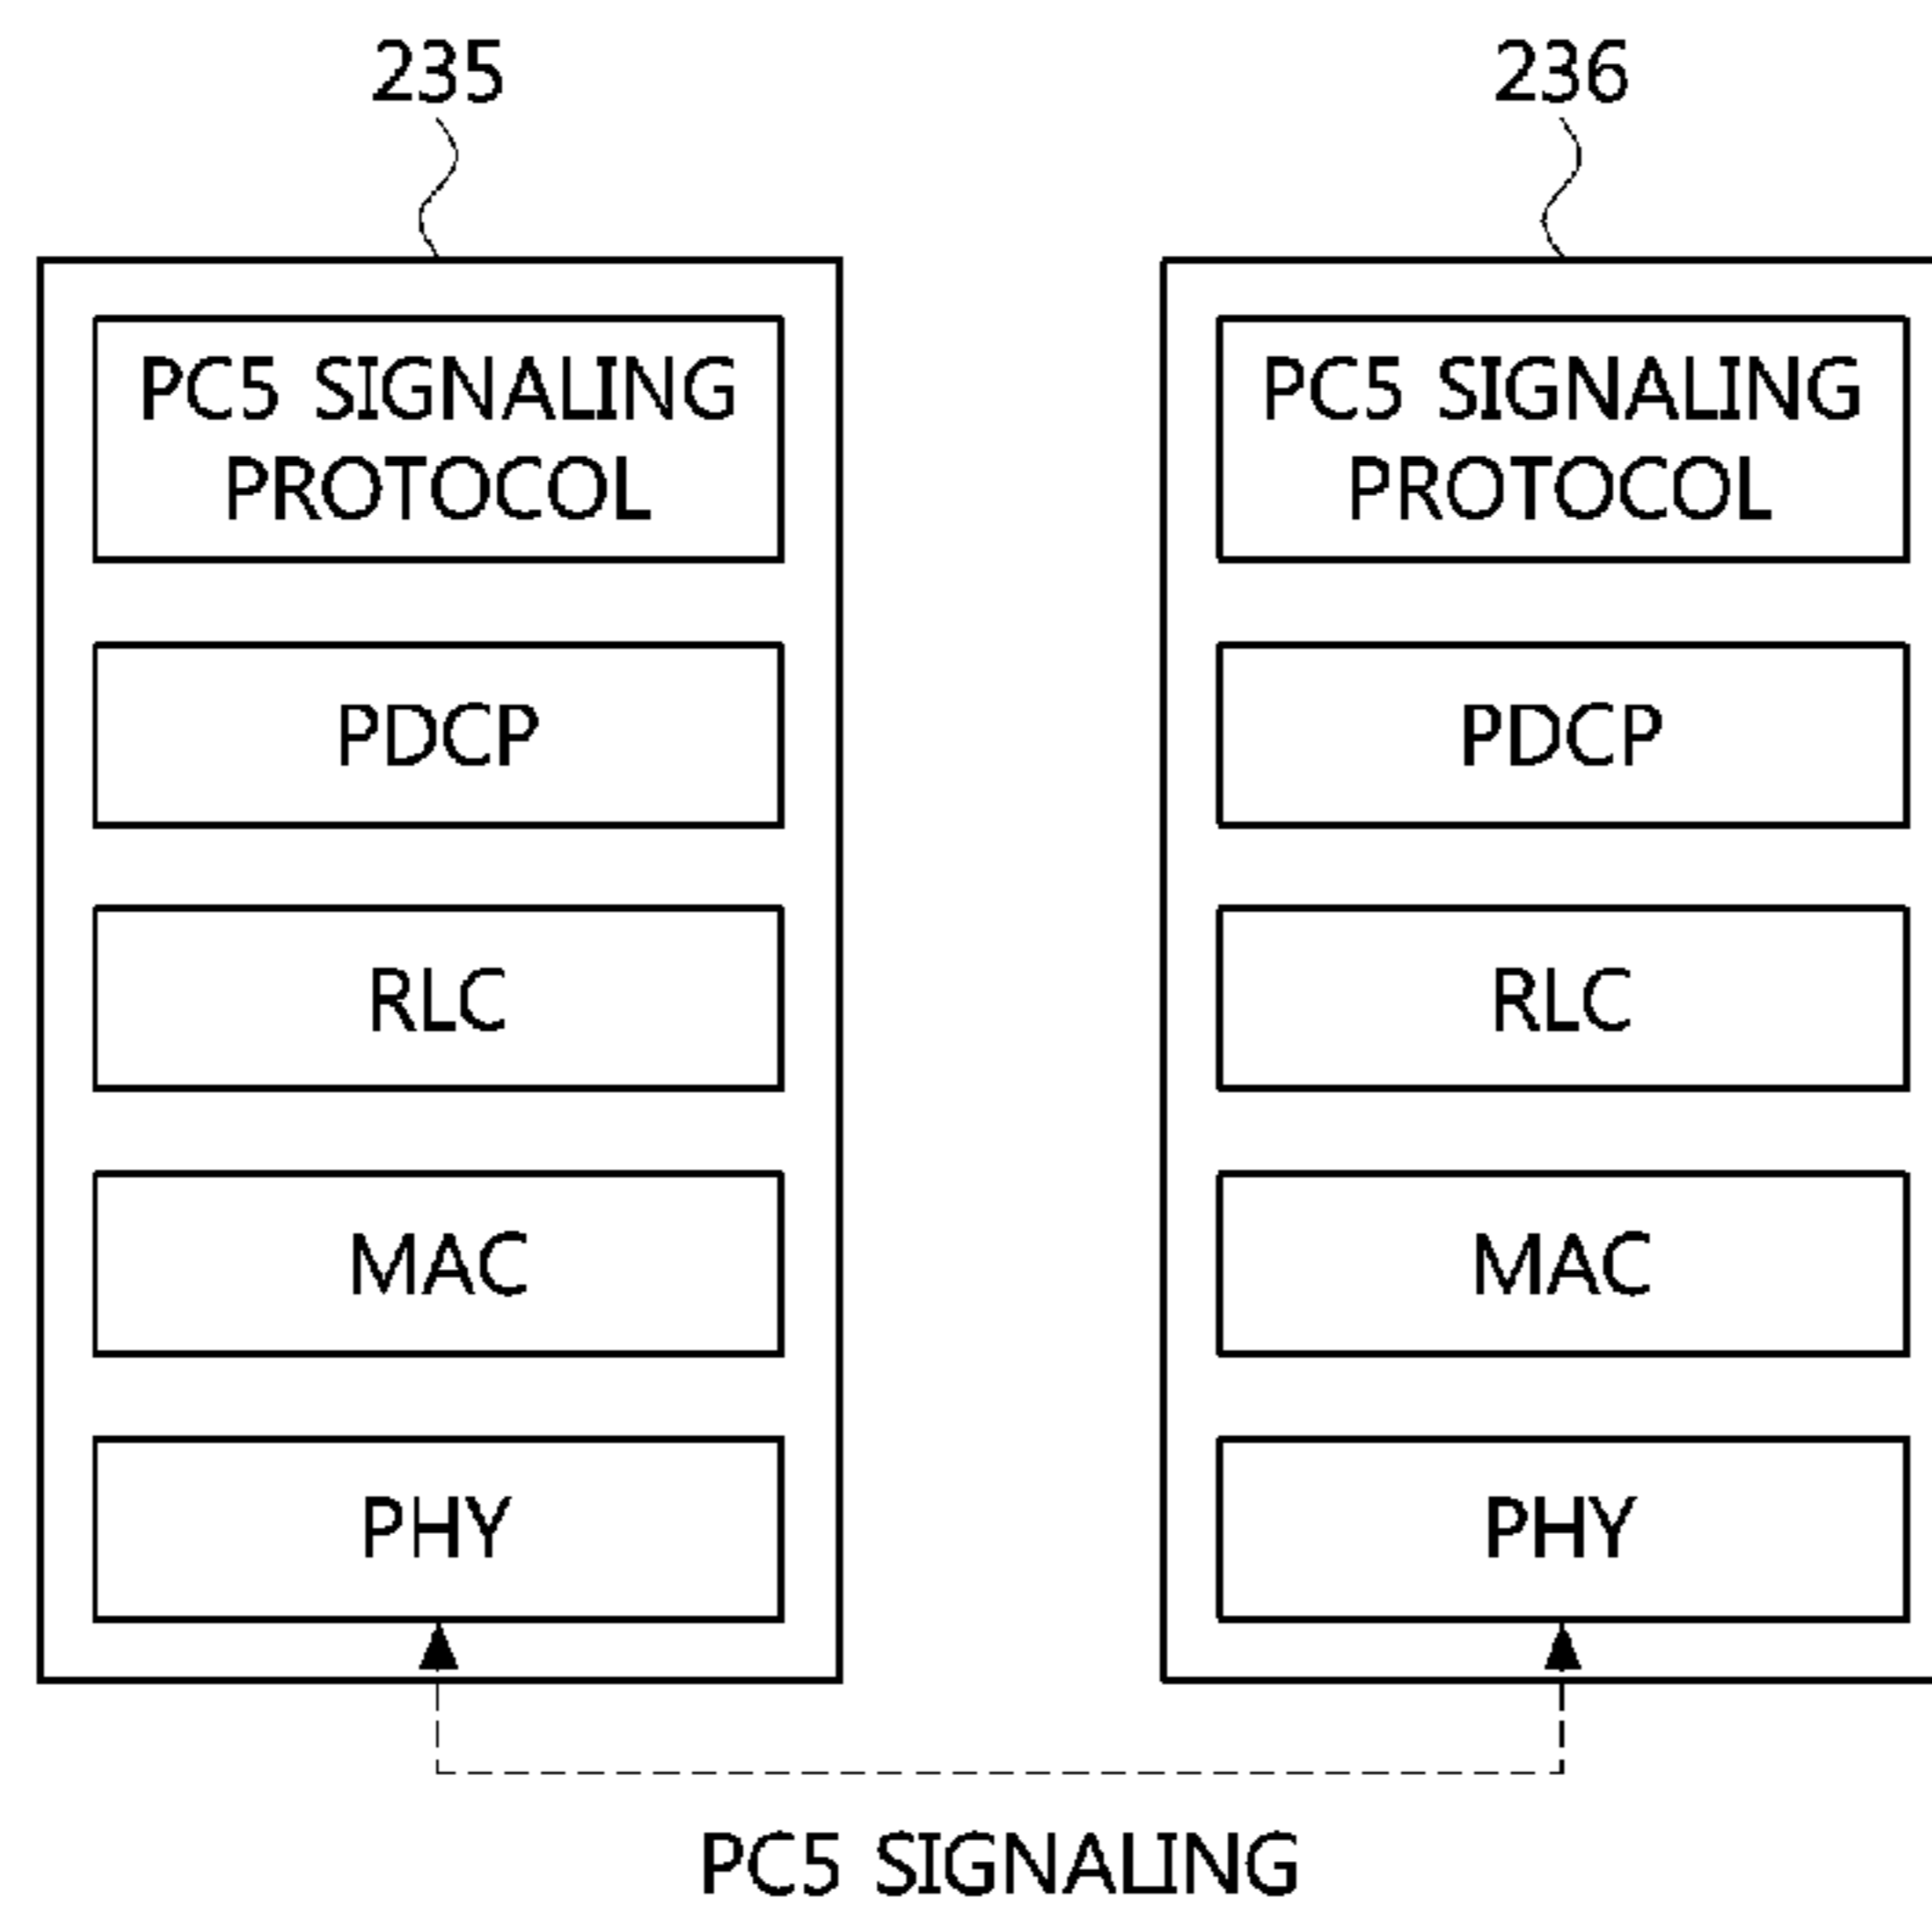 235
PC5 SIGNALING
PROTOCOL
PDCP
RLC
MAC
PHY
236
PC5 SIGNALING
PROTOCOL
PDCP
RLC
MAC
PHY
PC5 SIGNALING